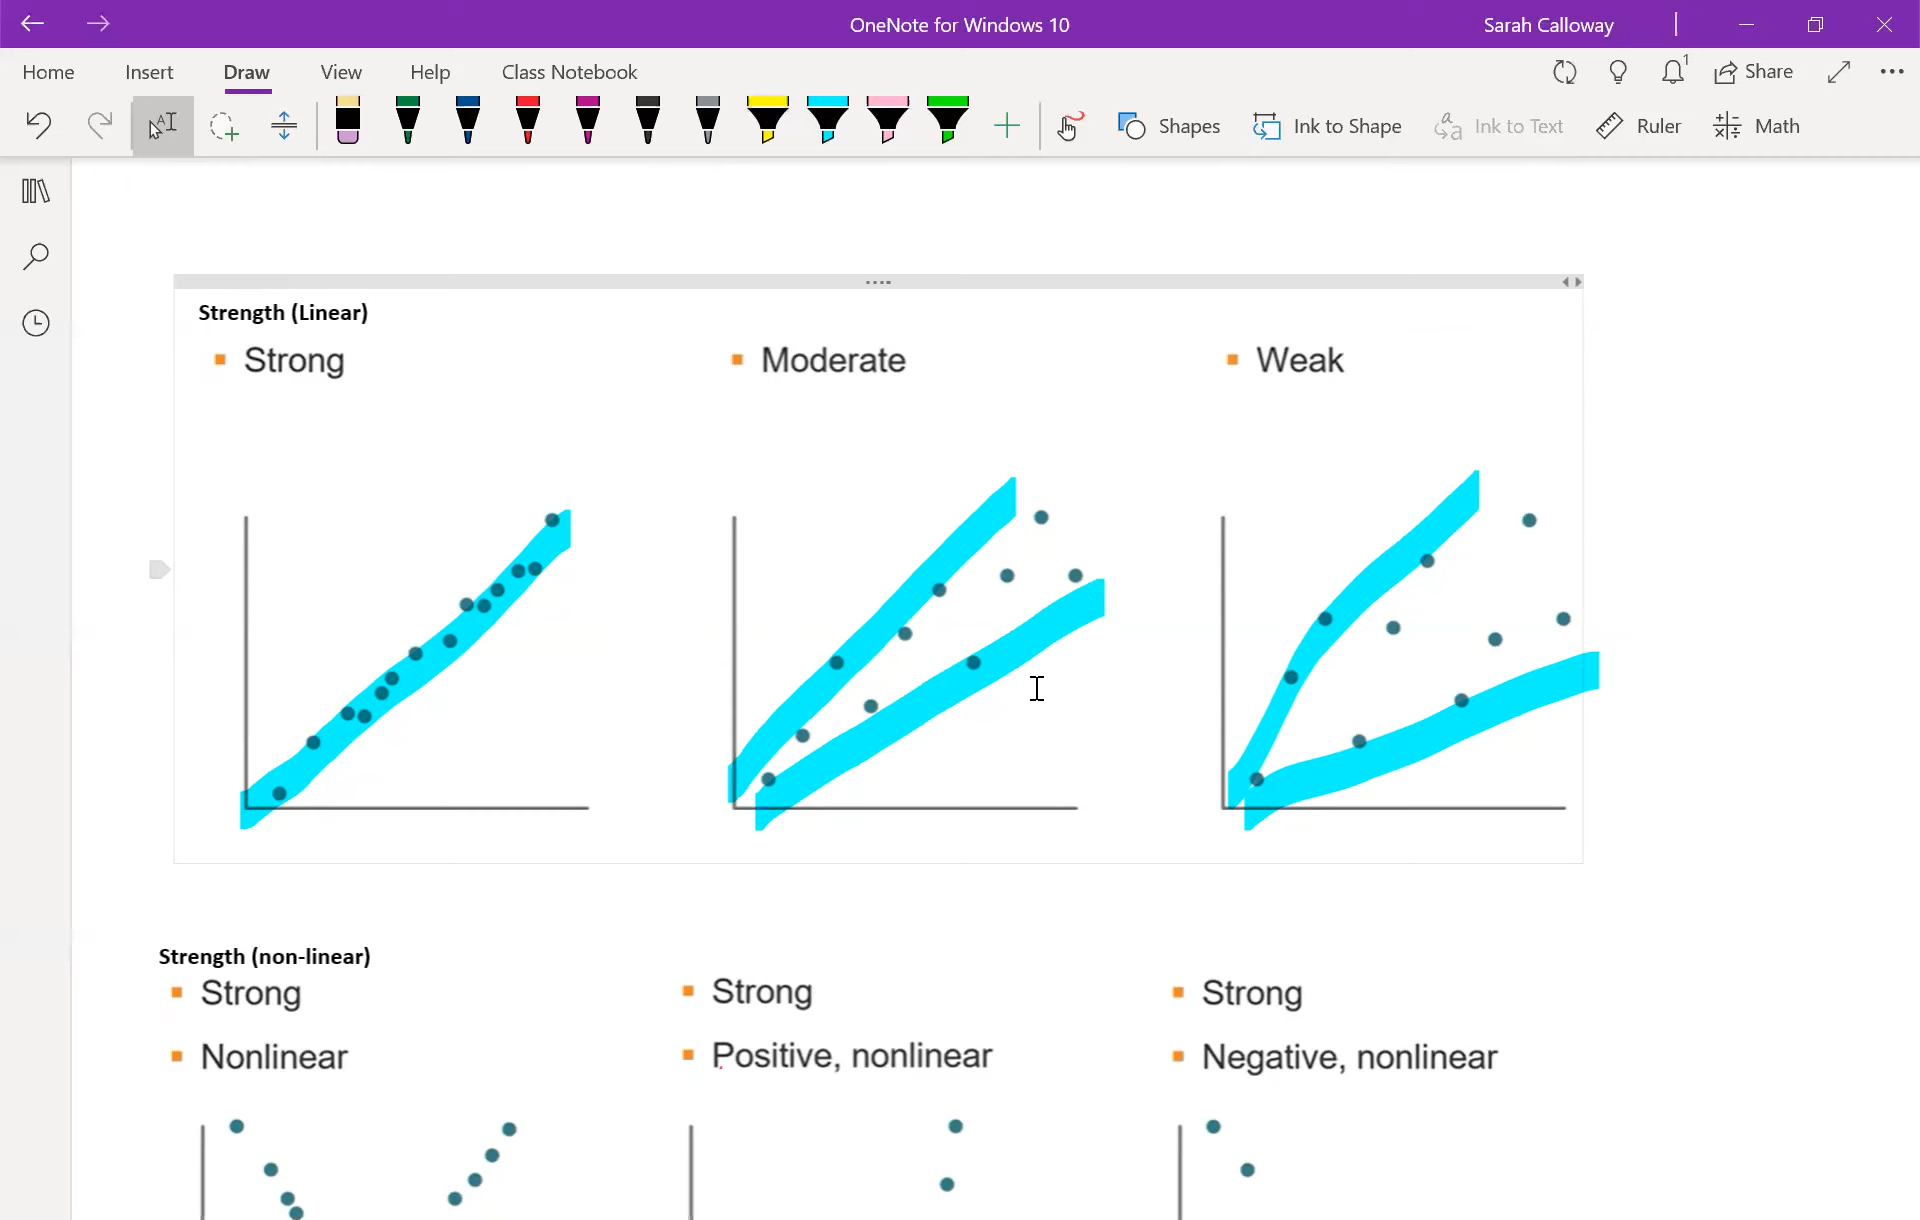 OneNote for Windows 10
Sarah Calloway
Home Insert Draw View Help Class Notebook
1 Share
Shapes Ink to Shape Ink to Text Ruler Math
Strength (Linear)
Strong Moderate Weak
Strength (non-linear)
Strong Strong Strong
Nonlinear Positive, nonlinear Negative, nonlinear